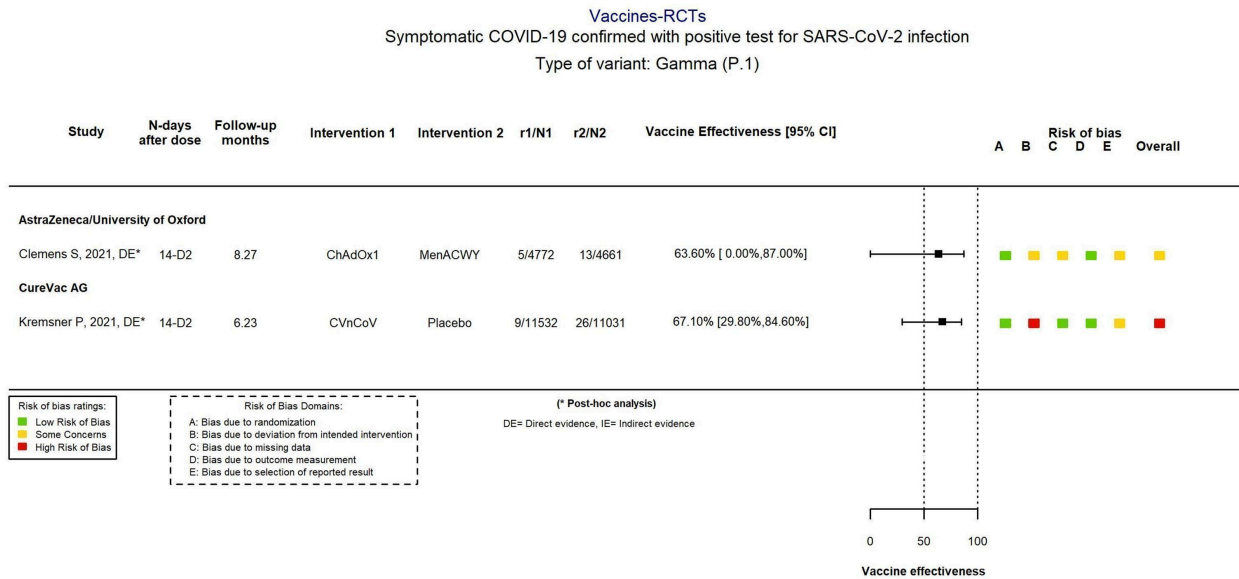 Vaccines-RCTs
Symptomatic COVID-19 confirmed with positive test for SARS-CoV-2 infection
Type of variant: Gamma (P.1)
Study N-days after dose Follow-up months Intervention 1 Intervention 2 r1/N1 r2/N2 Vaccine Effectiveness [95% CI] Risk of bias
A B C D E Overall
AstraZeneca/University of Oxford
Clemens S, 2021, DE* 14-D2 8.27 ChAdOx1 MenACWY 5/4772 13/4661 63.60% [ 0.00%,87.00%]
CureVac AG
Kremsner P, 2021, DE* 14-D2 6.23 CVnCoV Placebo 9/11532 26/11031 67.10% [29.80%,84.60%]
Risk of bias ratings:
Low Risk of Bias
Some Concerns
High Risk of Bias
Risk of Bias Domains:
A: Bias due to randomization
B: Bias due to deviation from intended intervention
C: Bias due to missing data
D: Bias due to outcome measurement
E: Bias due to selection of reported result
(* Post-hoc analysis)
DE= Direct evidence, IE= Indirect evidence
0 50 100
Vaccine effectiveness